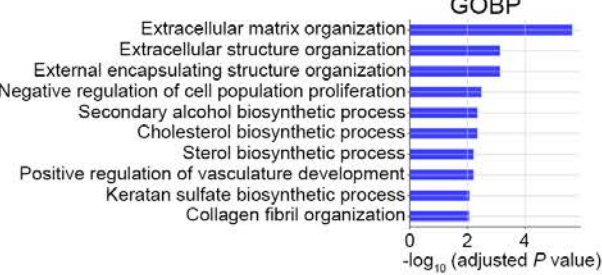 GOBP
Extracellular matrix organization
Extracellular structure organization
External encapsulating structure organization
Negative regulation of cell population proliferation
Secondary alcohol biosynthetic process
Cholesterol biosynthetic process
Sterol biosynthetic process
Positive regulation of vasculature development
Keratan sulfate biosynthetic process
Collagen fibril organization
0 2 4
-log10 (adjusted P value)